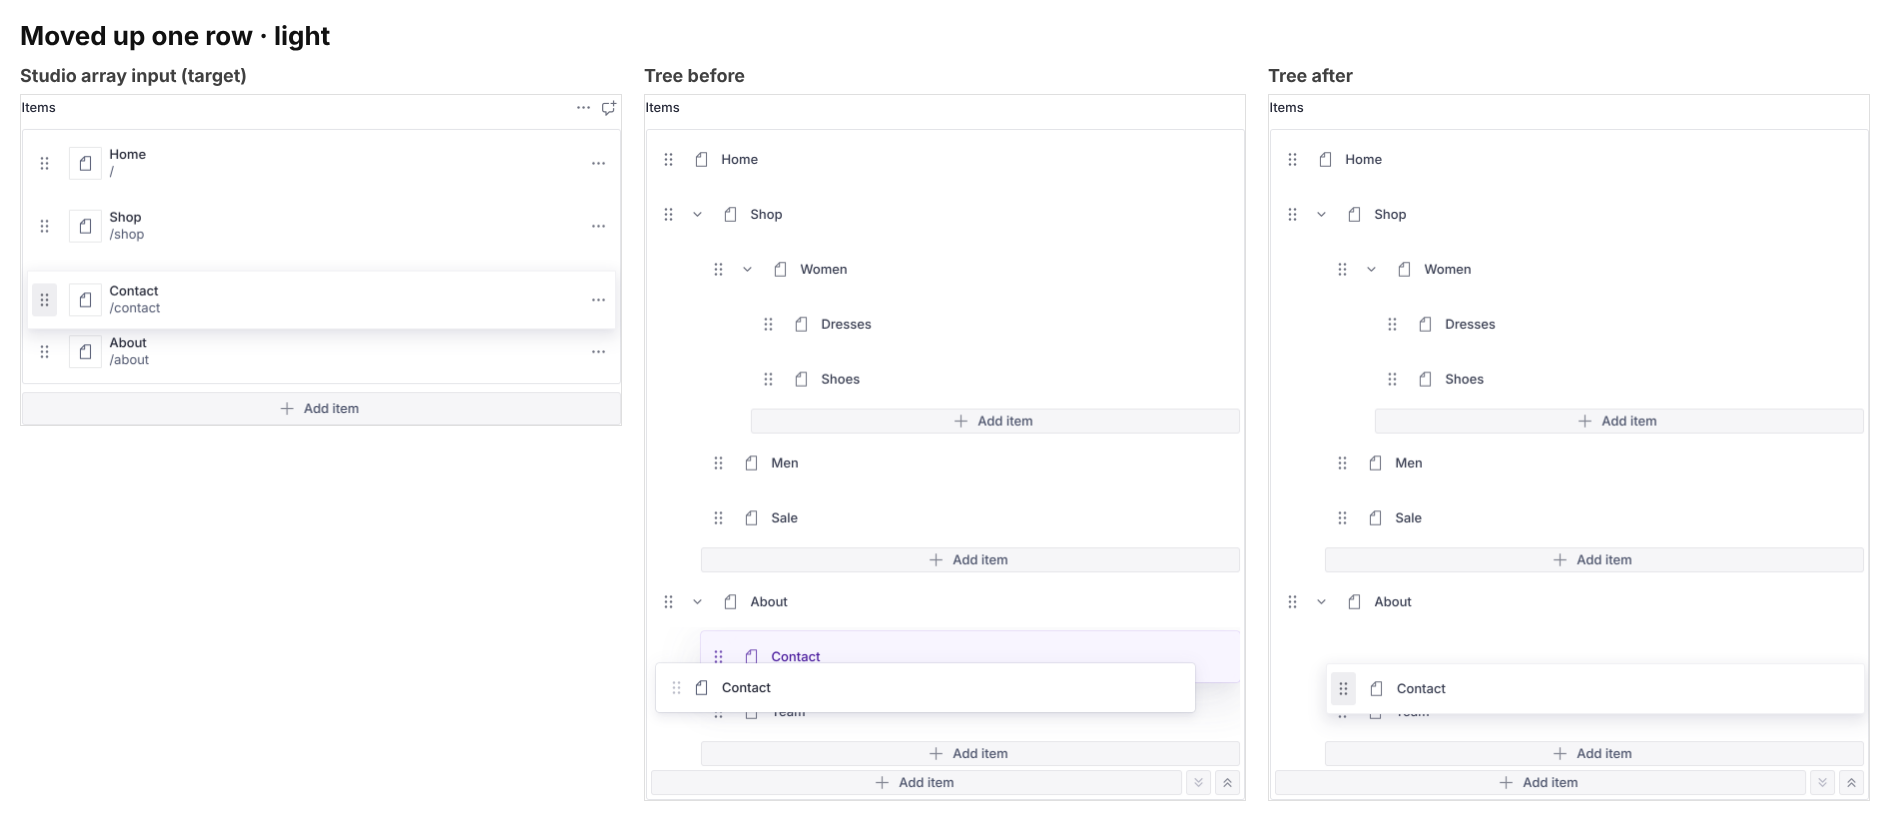 Moved up one row · light
Studio array input (target)
Items
Home
/
Shop
/shop
Contact
/contact
About
/about
Add item
Tree before
Items
Home
Shop
Women
Dresses
Shoes
Add item
Men
Sale
Add item
About
Contact
Contact
Team
Add item
Add item
Tree after
Items
Home
Shop
Women
Dresses
Shoes
Add item
Men
Sale
Add item
About
Contact
Team
Add item
Add item